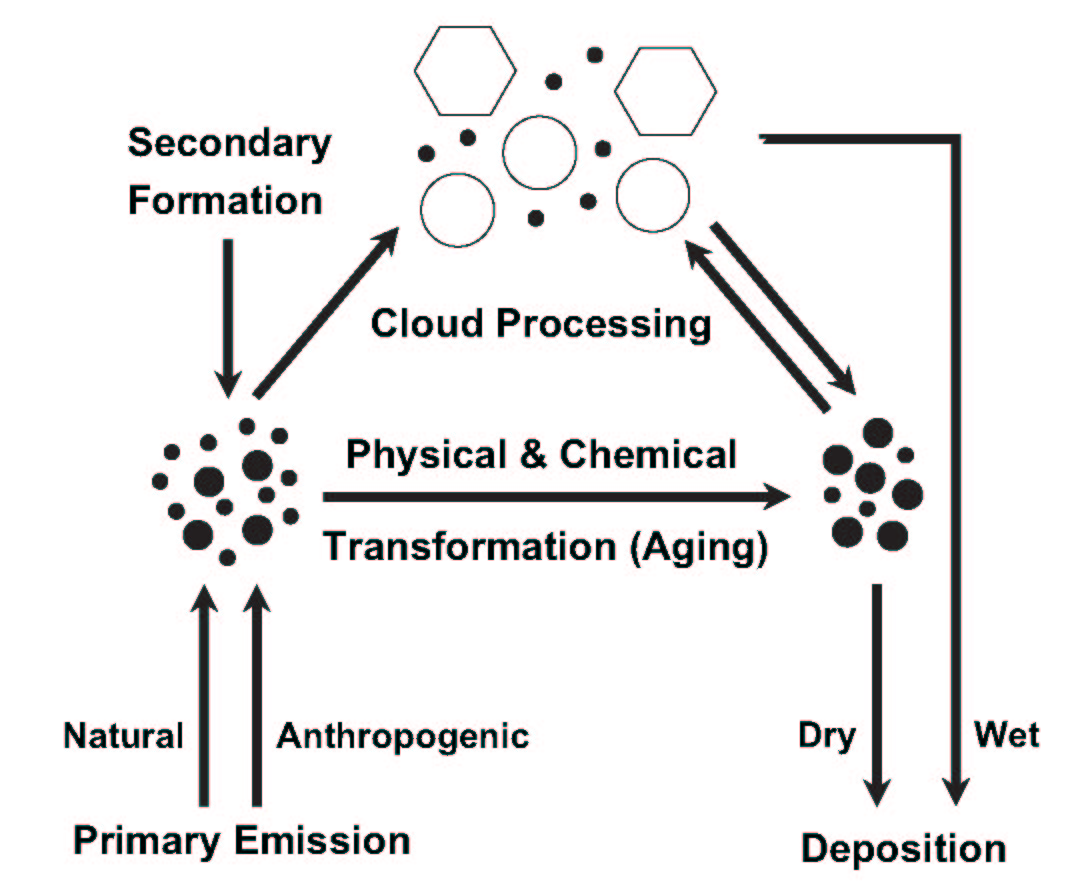 Secondary
Formation
Cloud Processing
Physical & Chemical
Transformation (Aging)
Natural
Anthropogenic
Dry
Wet
Primary Emission
Deposition